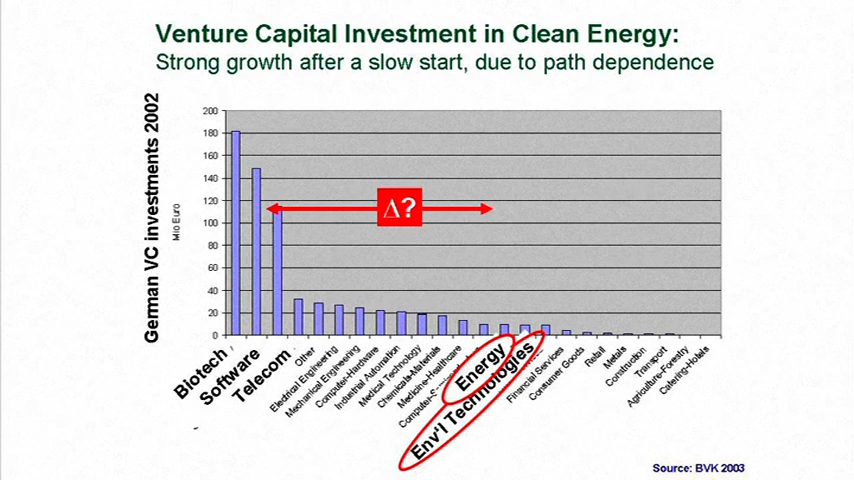 Venture Capital Investment in Clean Energy:
Strong growth after a slow start, due to path dependence
German VC investments 2002
Mio Euro
200
180
160
140
120
100
80
60
40
20
0
Δ?
Biotech
Software
Telecom
Other
Electrical Engineering
Mechanical Engineering
Computer-Hardware
Industrial Automation
Medical Technology
Chemicals-Materials
Medicine-Healthcare
Energy
Env'l Technologies
Financial Services
Consumer Goods
Retail
Metals
Construction
Transport
Agriculture-Forestry
Catering-Hotels
Source: BVK 2003